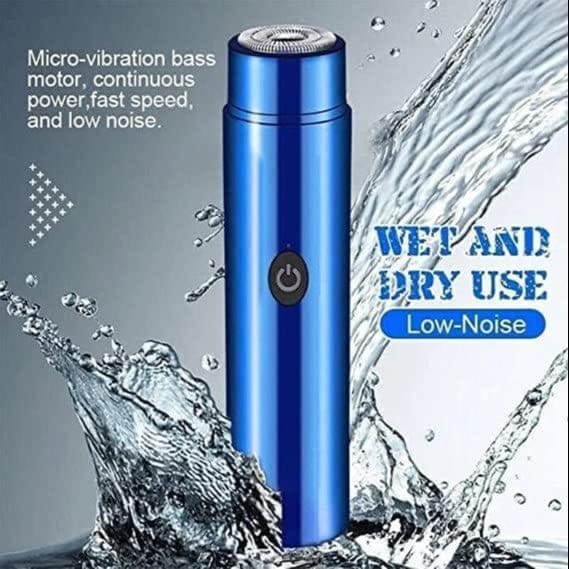 Micro-vibration bass
motor, continuous
power,fast speed,
and low noise.
WET AND
DRY USE
Low-Noise